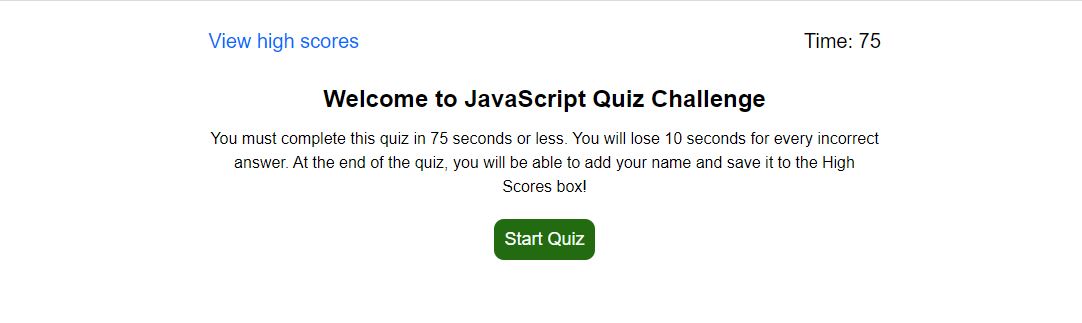 View high scores
Time: 75
Welcome to JavaScript Quiz Challenge
You must complete this quiz in 75 seconds or less. You will lose 10 seconds for every incorrect
answer. At the end of the quiz, you will be able to add your name and save it to the High
Scores box!
Start Quiz